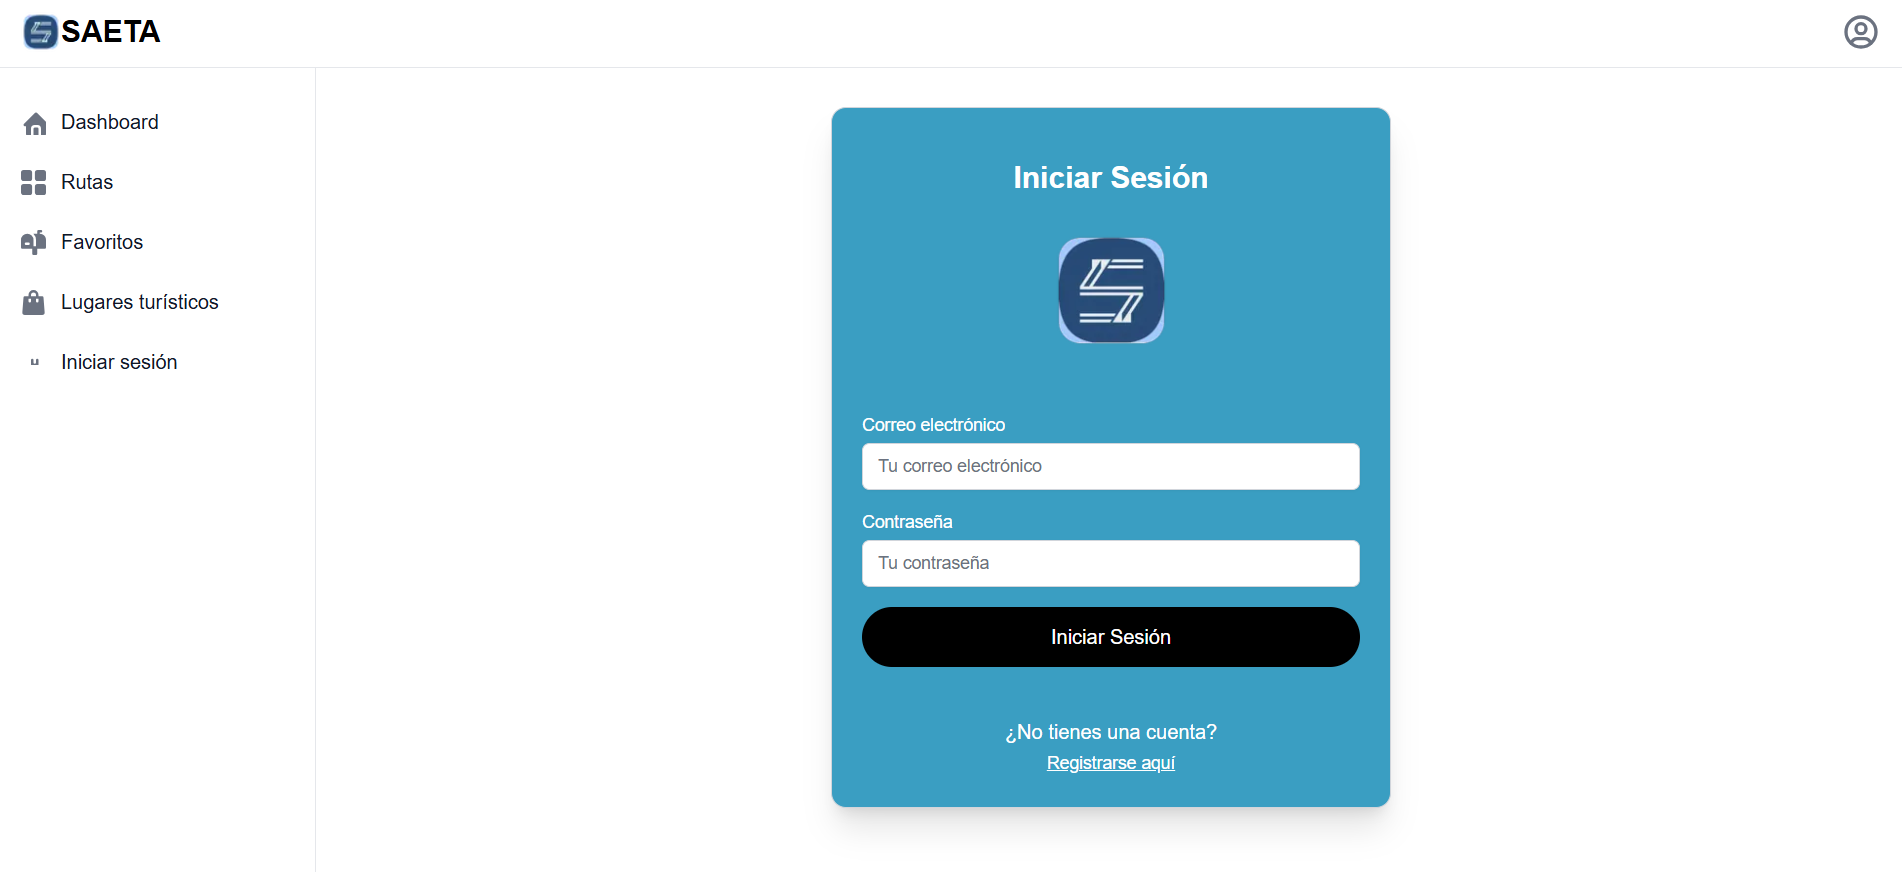 SAETA
Dashboard
Rutas
Favoritos
Lugares turísticos
Iniciar sesión
Iniciar Sesión
Correo electrónico
Tu correo electrónico
Contraseña
Tu contraseña
Iniciar Sesión
¿No tienes una cuenta?
Registrarse aquí